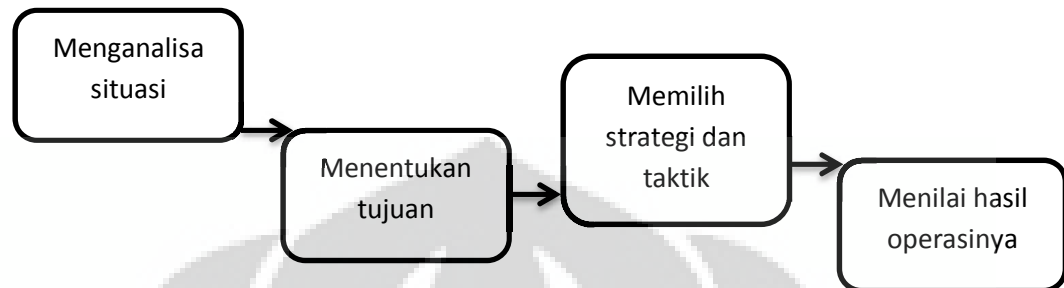 Menganalisa
situasi
Menentukan
tujuan
Memilih
strategi dan
taktik
Menilai hasil
operasinya